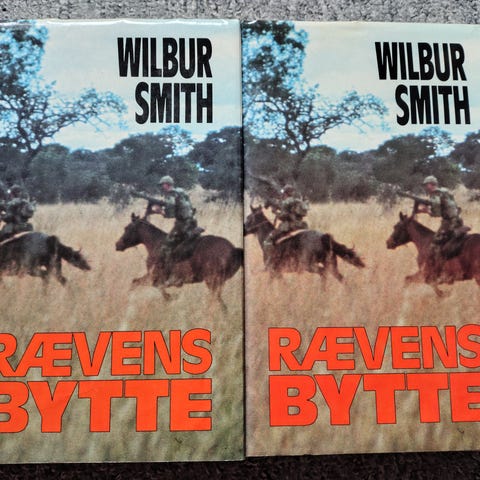 WILBUR
SMITH
RÆVENS
BYTTE
WILBUR
SMITH
RÆVENS
BYTTE